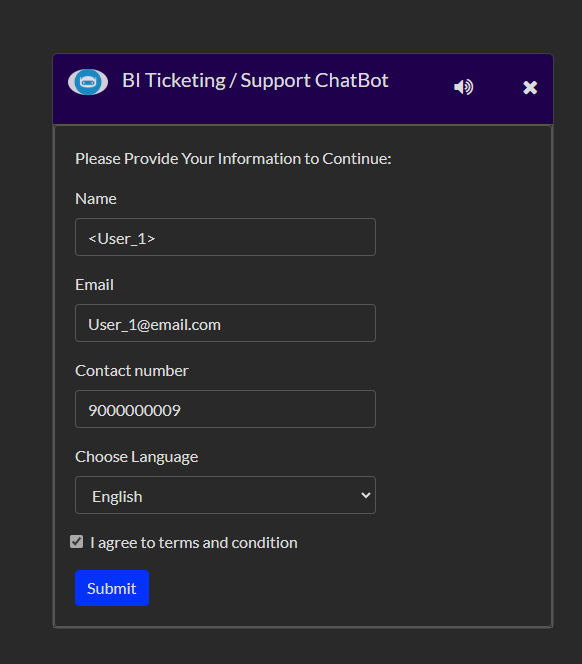 BI Ticketing / Support ChatBot
Please Provide Your Information to Continue:
Name
<User_1>
Email
User_1@email.com
Contact number
9000000009
Choose Language
English
I agree to terms and condition
Submit